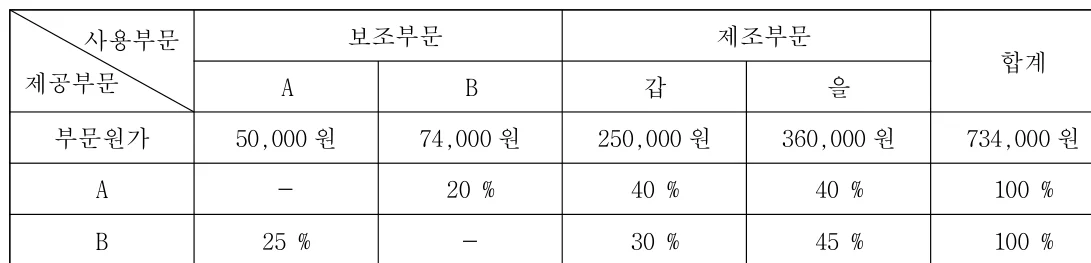 사용부문 보조부문 제조부문 합계
제공부문 A B 갑 을
부문원가 50,000 원 74,000 원 250,000 원 360,000 원 734,000 원
A － 20 % 40 % 40 % 100 %
B 25 % － 30 % 45 % 100 %